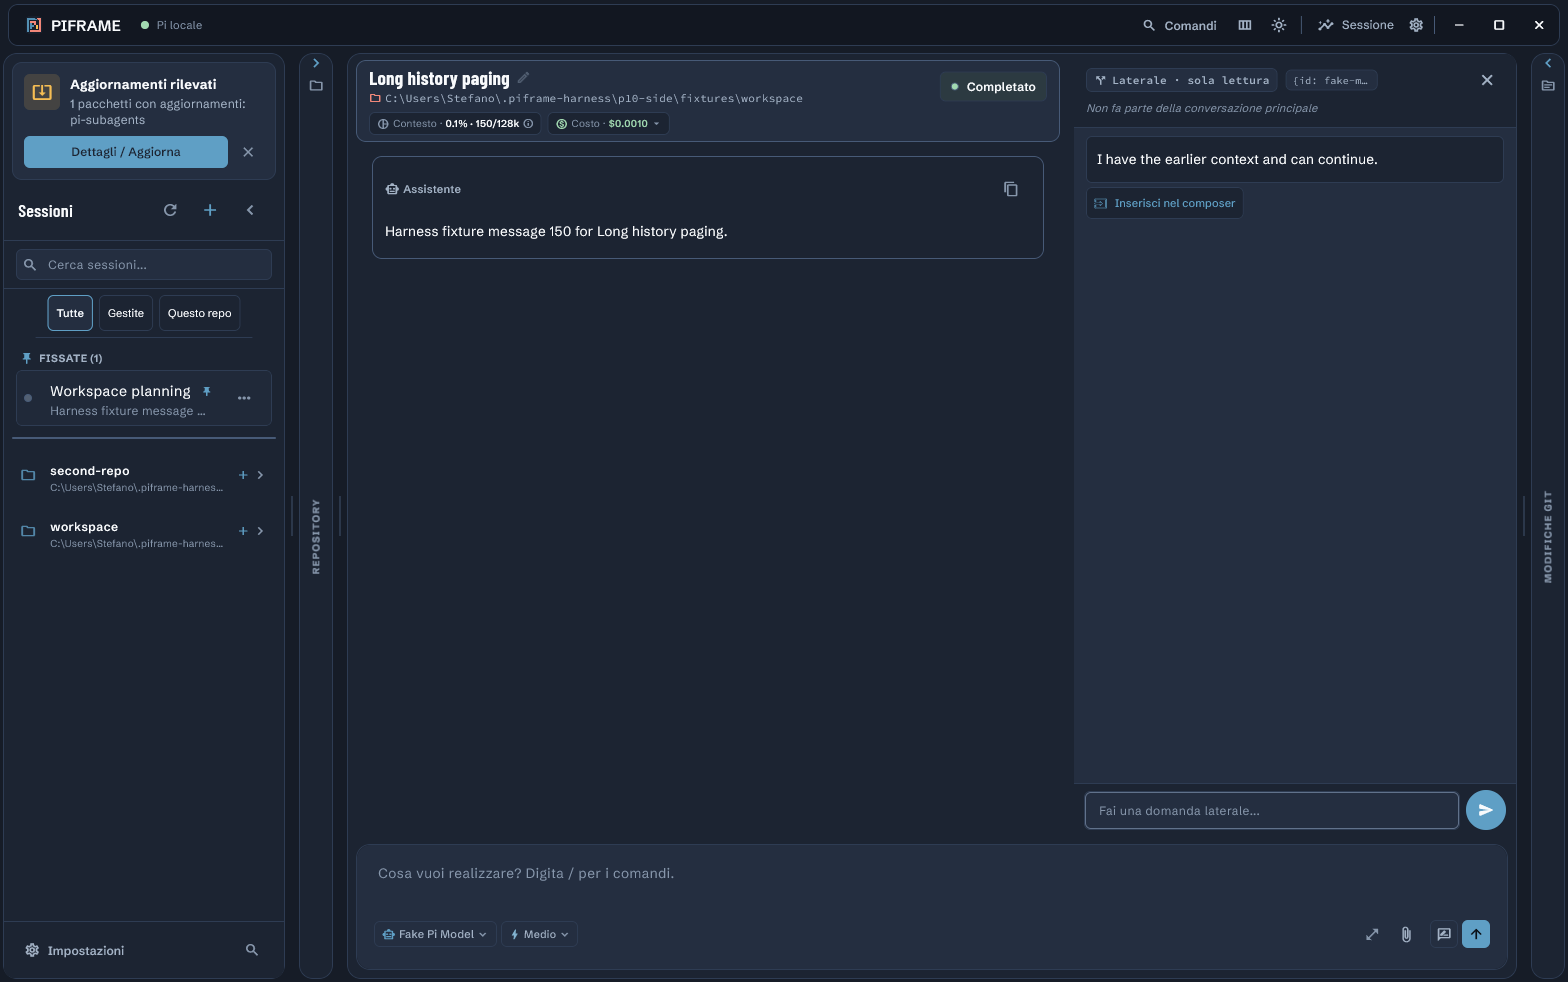 PIFRAME
Pi locale
Comandi
Sessione
Aggiornamenti rilevati
1 pacchetti con aggiornamenti:
pi-subagents
Dettagli / Aggiorna
Sessioni
Cerca sessioni...
Tutte
Gestite
Questo repo
FISSATE (1)
Workspace planning
Harness fixture message ...
second-repo
C:\Users\Stefano\.piframe-harnes...
workspace
C:\Users\Stefano\.piframe-harnes...
Impostazioni
REPOSITORY
Long history paging
C:\Users\Stefano\.piframe-harness\p10-side\fixtures\workspace
Contesto · 0.1% · 150/128k
Costo · $0.0010
Completato
Assistente
Harness fixture message 150 for Long history paging.
Laterale · sola lettura
{id: fake-m…
Non fa parte della conversazione principale
I have the earlier context and can continue.
Inserisci nel composer
Fai una domanda laterale...
Cosa vuoi realizzare? Digita / per i comandi.
Fake Pi Model
Medio
MODIFICHE GIT